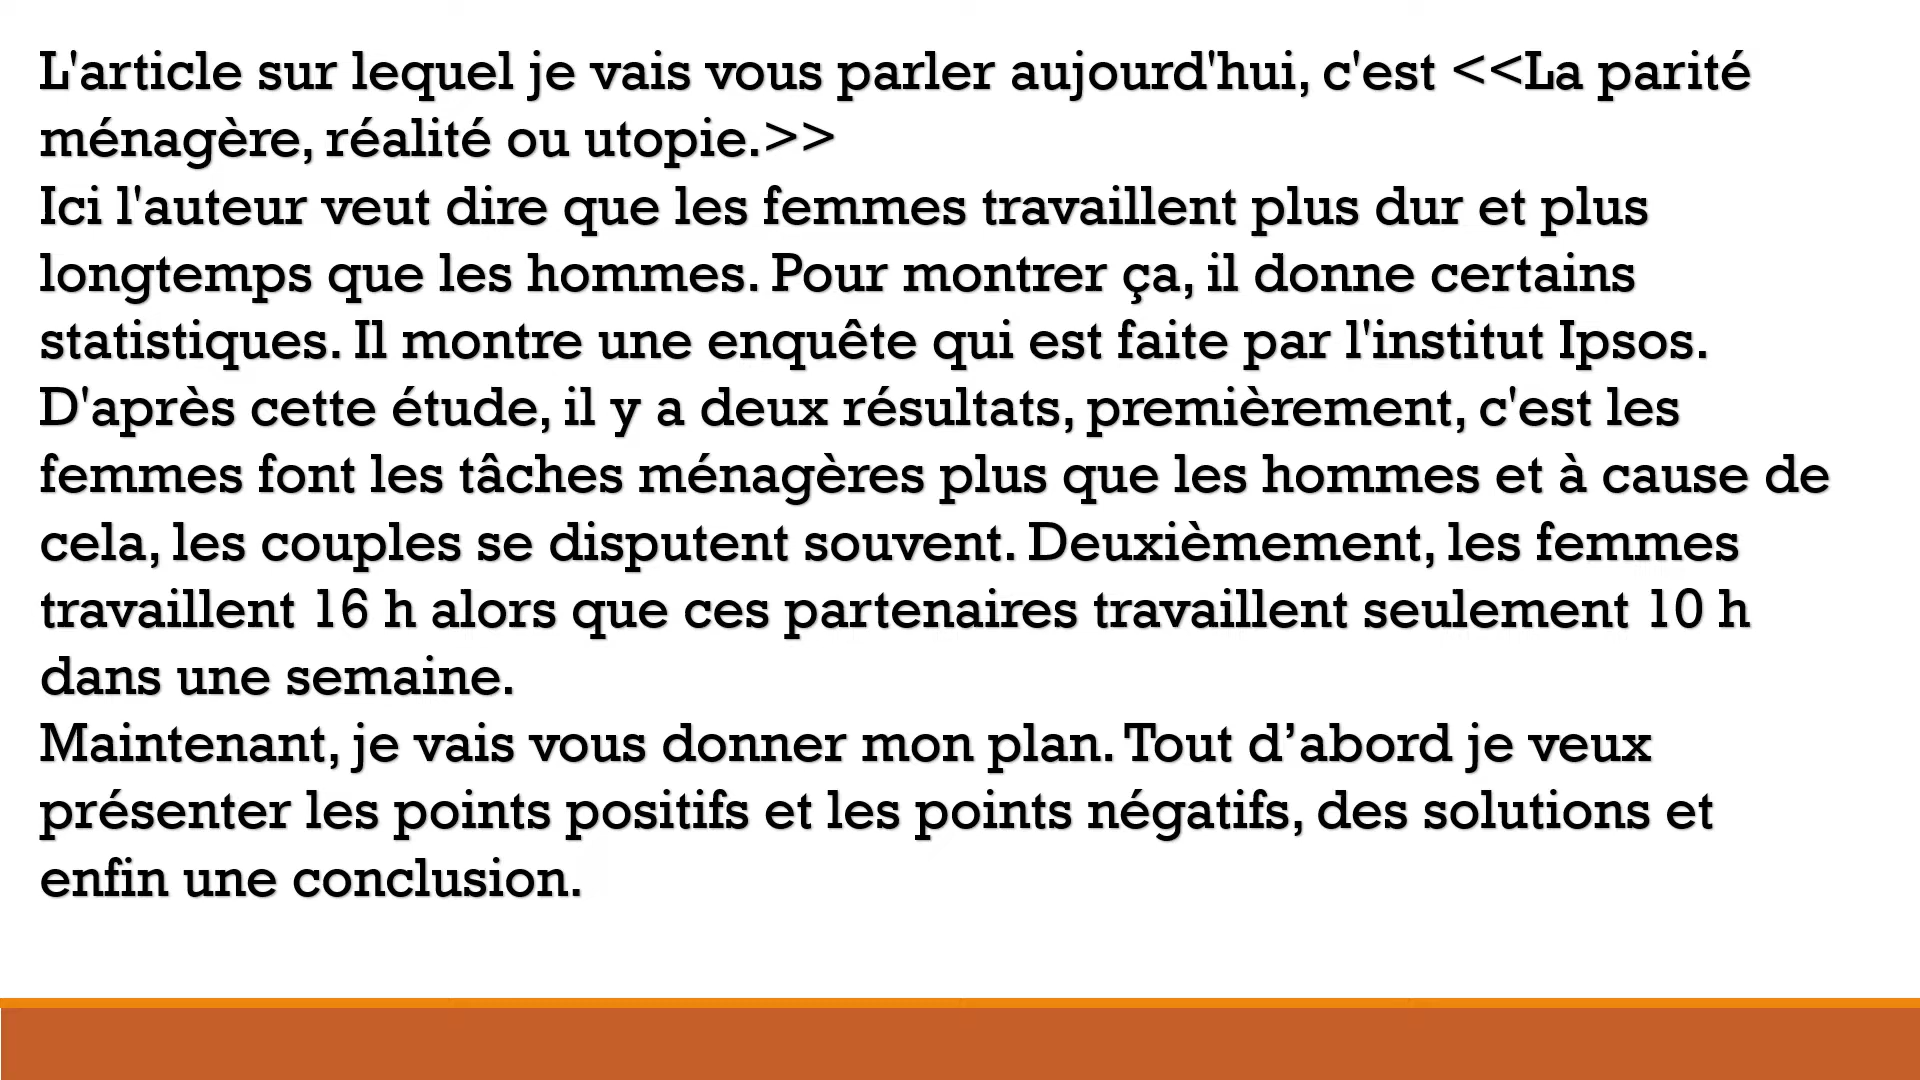 L'article sur lequel je vais vous parler aujourd'hui, c'est <<La parité
ménagère, réalité ou utopie.>>
Ici l'auteur veut dire que les femmes travaillent plus dur et plus
longtemps que les hommes. Pour montrer ça, il donne certains
statistiques. Il montre une enquête qui est faite par l'institut Ipsos.
D'après cette étude, il y a deux résultats, premièrement, c'est les
femmes font les tâches ménagères plus que les hommes et à cause de
cela, les couples se disputent souvent. Deuxièmement, les femmes
travaillent 16 h alors que ces partenaires travaillent seulement 10 h
dans une semaine.
Maintenant, je vais vous donner mon plan. Tout d’abord je veux
présenter les points positifs et les points négatifs, des solutions et
enfin une conclusion.